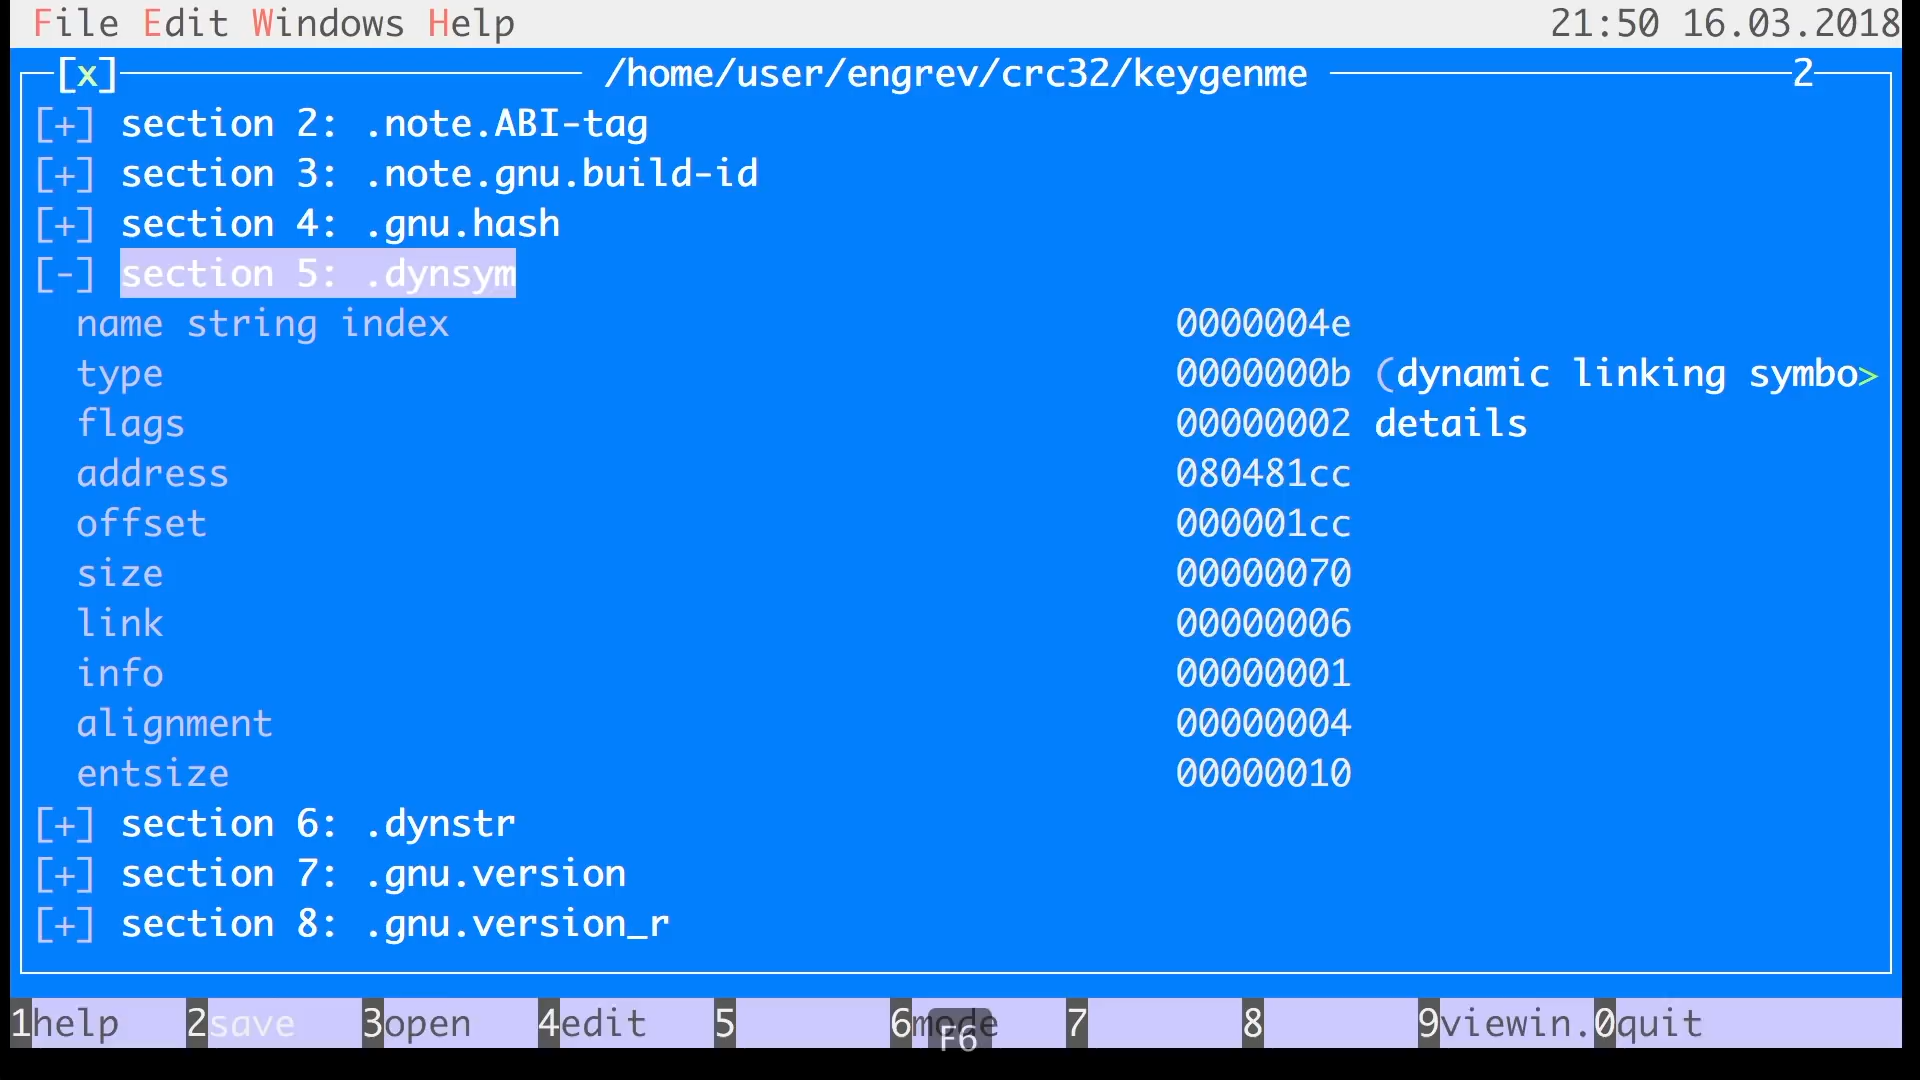 File Edit Windows Help 21:50 16.03.2018
[x] /home/user/engrev/crc32/keygenme 2
[+] section 2: .note.ABI-tag
[+] section 3: .note.gnu.build-id
[+] section 4: .gnu.hash
[-] section 5: .dynsym
name string index 0000004e
type 0000000b (dynamic linking symbo>
flags 00000002 details
address 080481cc
offset 000001cc
size 00000070
link 00000006
info 00000001
alignment 00000004
entsize 00000010
[+] section 6: .dynstr
[+] section 7: .gnu.version
[+] section 8: .gnu.version_r
1help 2save 3open 4edit 5 6mode 7 8 9viewin.0quit
F6